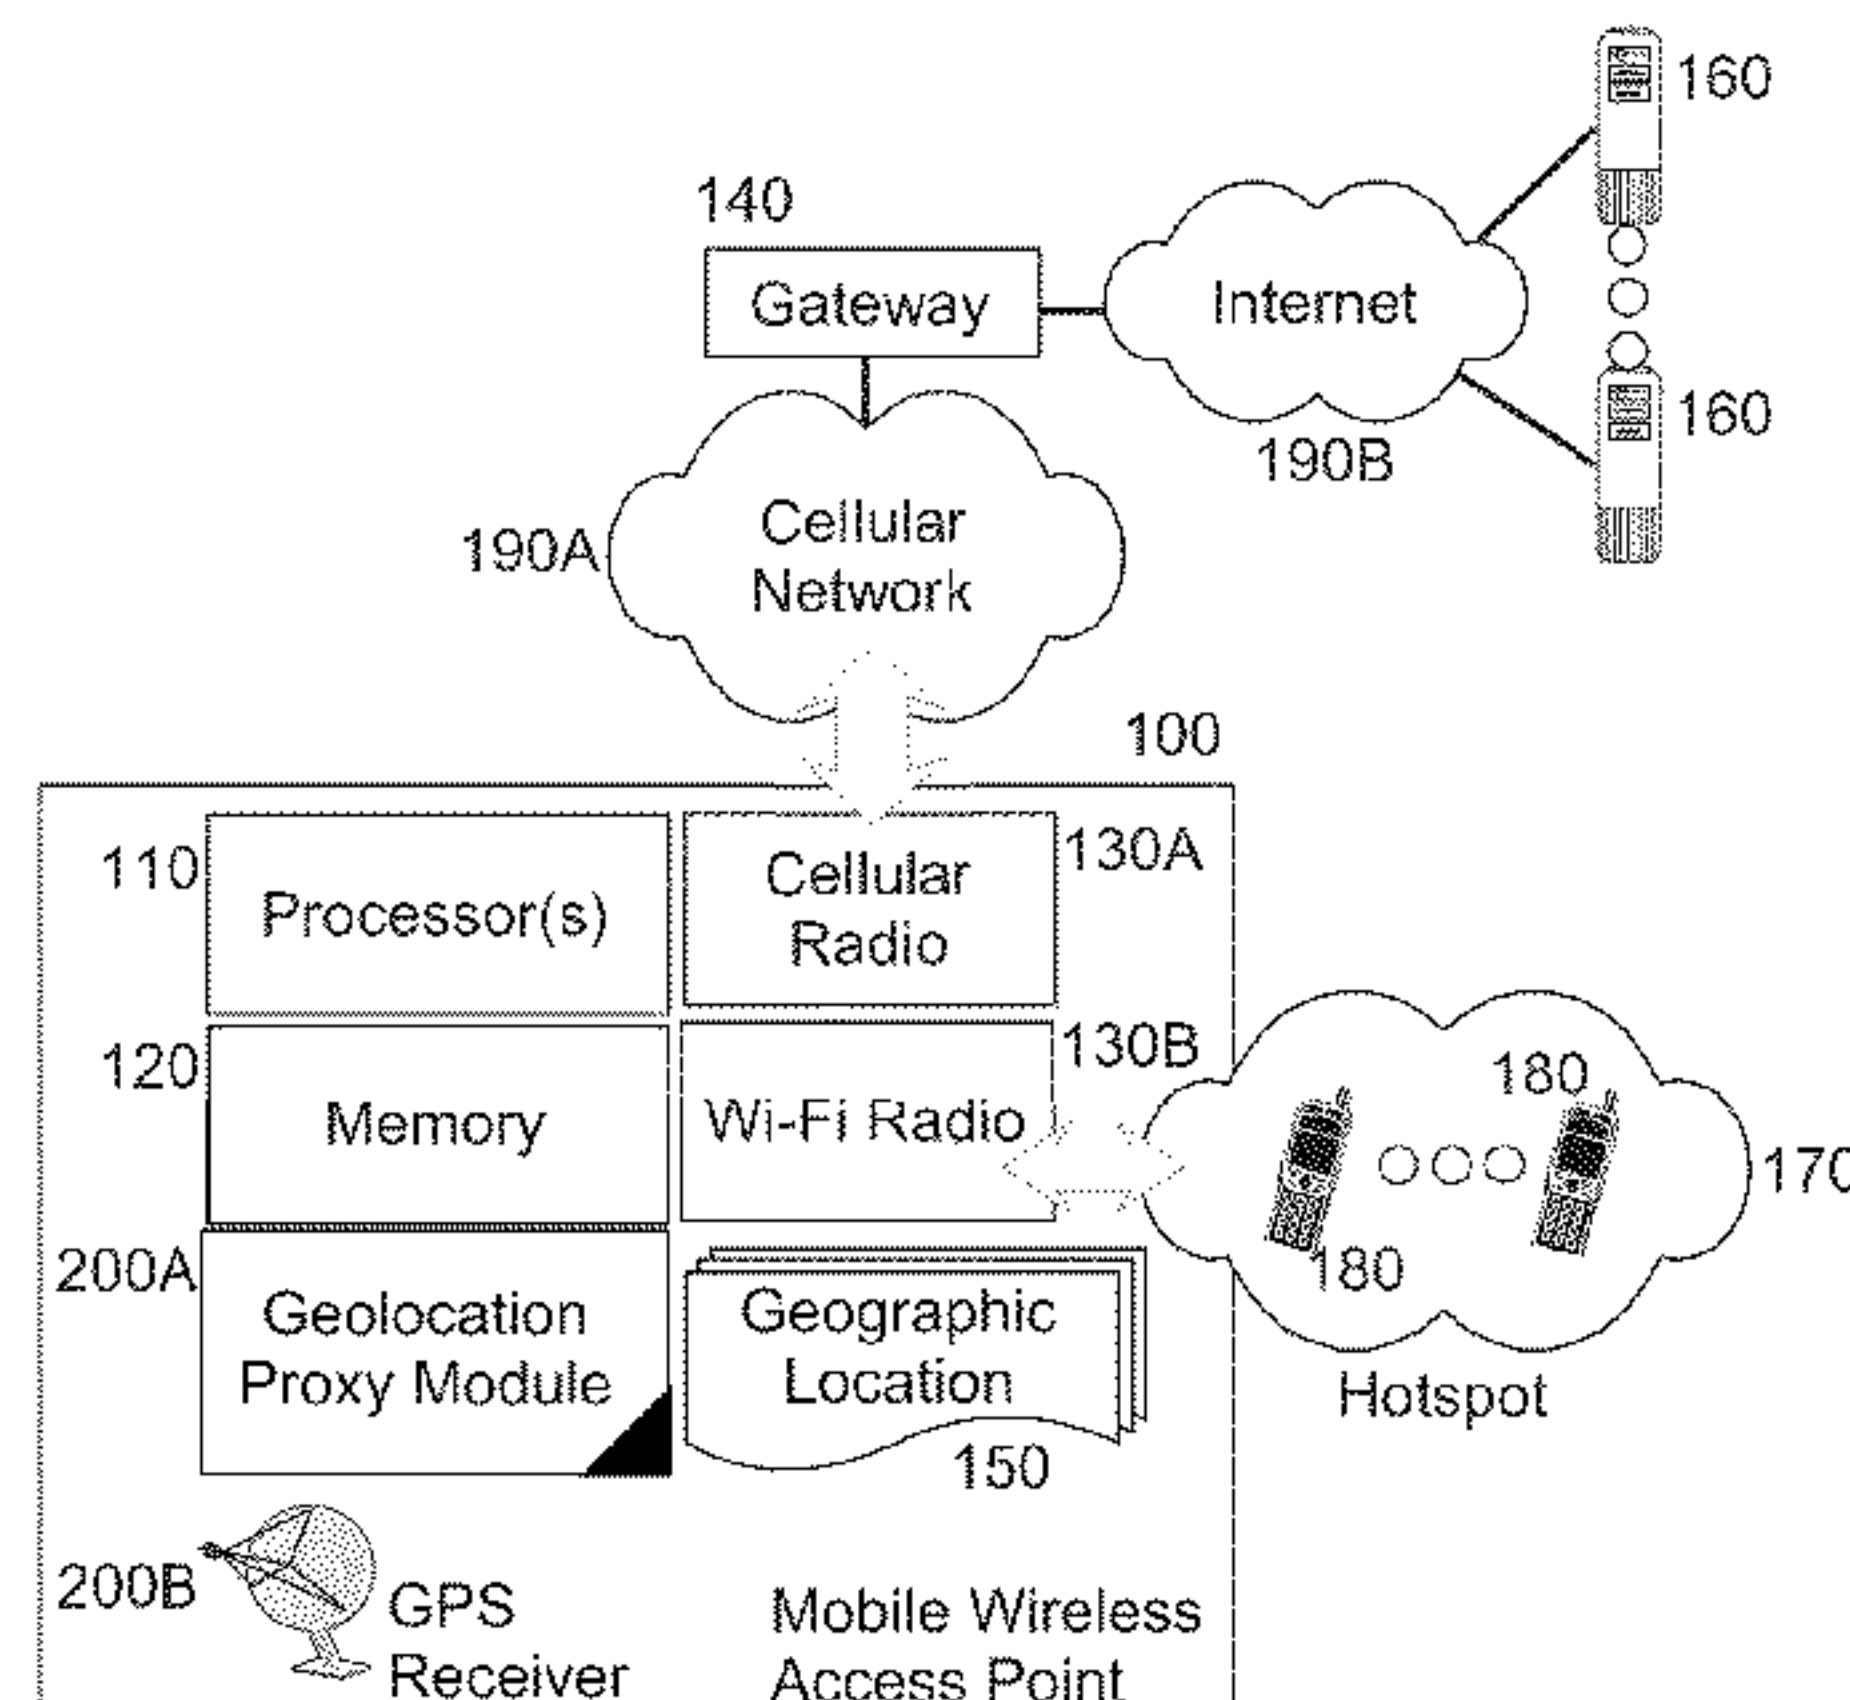 160
140
Gateway
Internet
160
190B
190A
Cellular
Network
100
110
Processor(s)
Cellular
Radio
130A
120
Memory
Wi-Fi Radio
130B
180
180
170
Hotspot
200A
Geolocation
Proxy Module
Geographic
Location
150
200B
GPS
Receiver
Mobile Wireless
Access Point